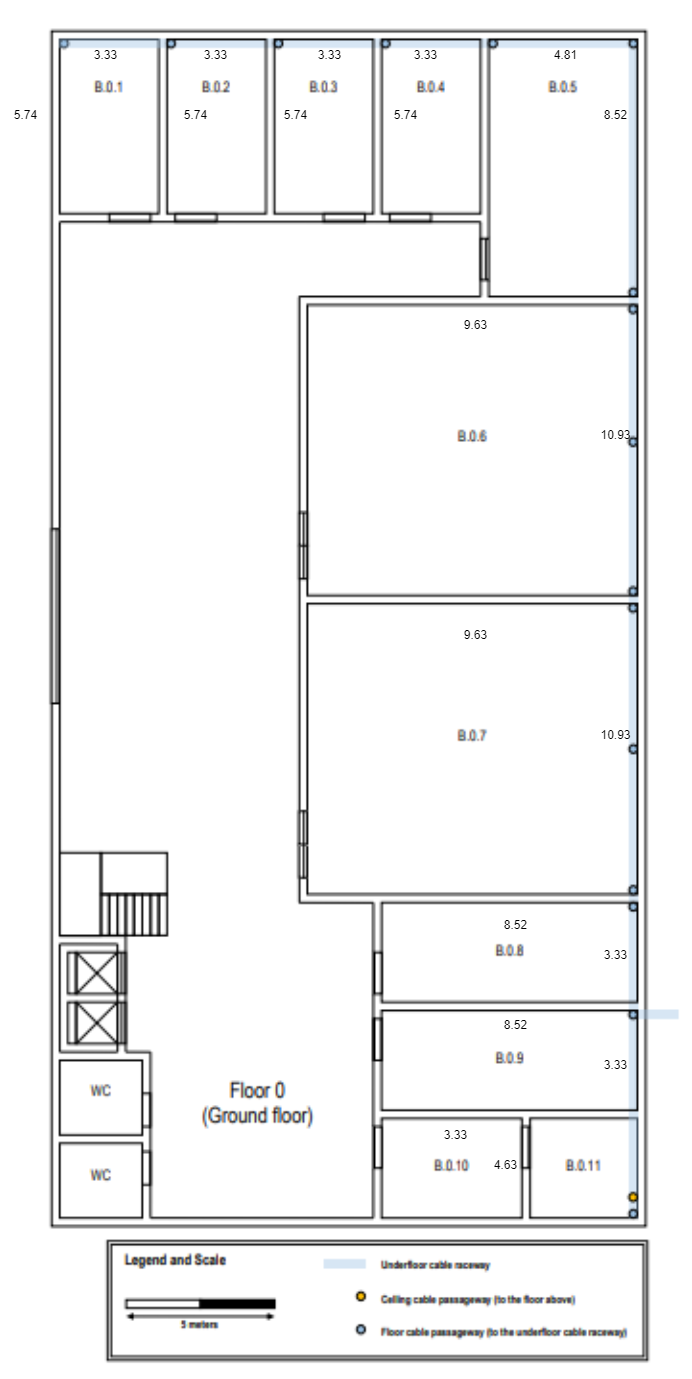 3.33
3.33
3.33
3.33
4.81
B.0.1
B.0.2
B.0.3
B.0.4
B.0.5
5.74
5.74
5.74
5.74
8.52
9.63
B.0.6
10.93
9.63
B.0.7
10.93
8.52
B.0.8
3.33
8.52
B.0.9
3.33
WC
Floor 0
(Ground floor)
3.33
B.0.10
4.63
B.0.11
WC
Legend and Scale
5 meters
Underfloor cable raceway
Ceiling cable passageway (to the floor above)
Floor cable passageway (to the underfloor cable raceway)